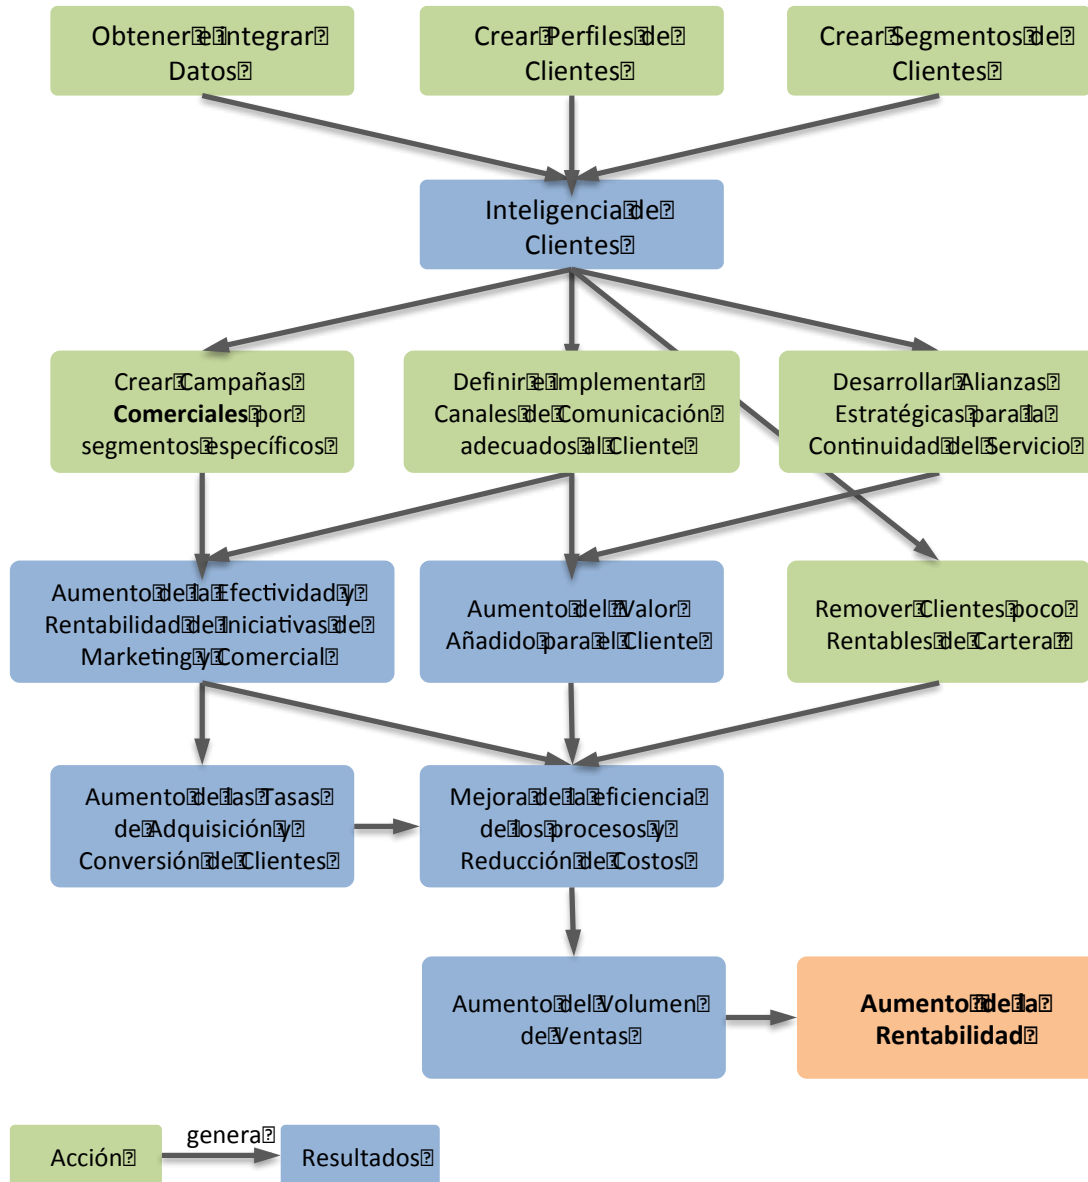 Obtener e integrar
Datos
Crear Perfiles de
Clientes
Crear Segmentos de
Clientes
Inteligencia de
Clientes
Crear Campañas
Comerciales por
segmentos específicos
Definir e implementar
Canales de Comunicación
adecuados al Cliente
Desarrollar Alianzas
Estratégicas para la
Continuidad del Servicio
Aumento de la Efectividad y
Rentabilidad de Iniciativas de
Marketing y Comercial
Aumento del Valor
Añadido para el Cliente
Remover Clientes poco
Rentables de Cartera
Aumento de las Tasas
de Adquisición y
Conversión de Clientes
Mejora de la eficiencia
de los procesos y
Reducción de Costos
Aumento del Volumen
de Ventas
Aumento de la
Rentabilidad
Acción
genera
Resultados